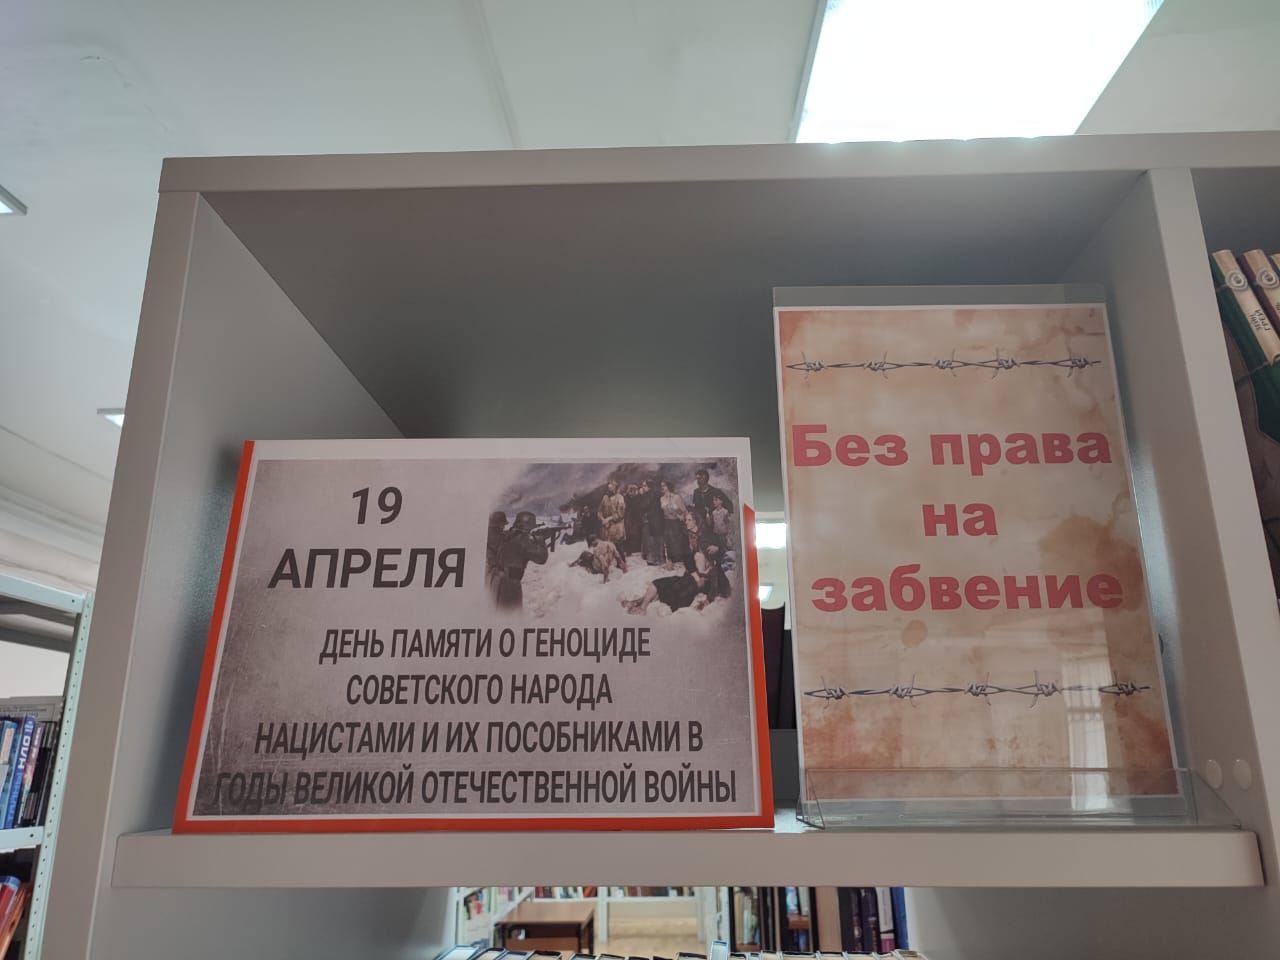 19
АПРЕЛЯ
ДЕНЬ ПАМЯТИ О ГЕНОЦИДЕ
СОВЕТСКОГО НАРОДА
НАЦИСТАМИ И ИХ ПОСОБНИКАМИ В
ГОДЫ ВЕЛИКОЙ ОТЕЧЕСТВЕННОЙ ВОЙНЫ
Без права
на
забвение